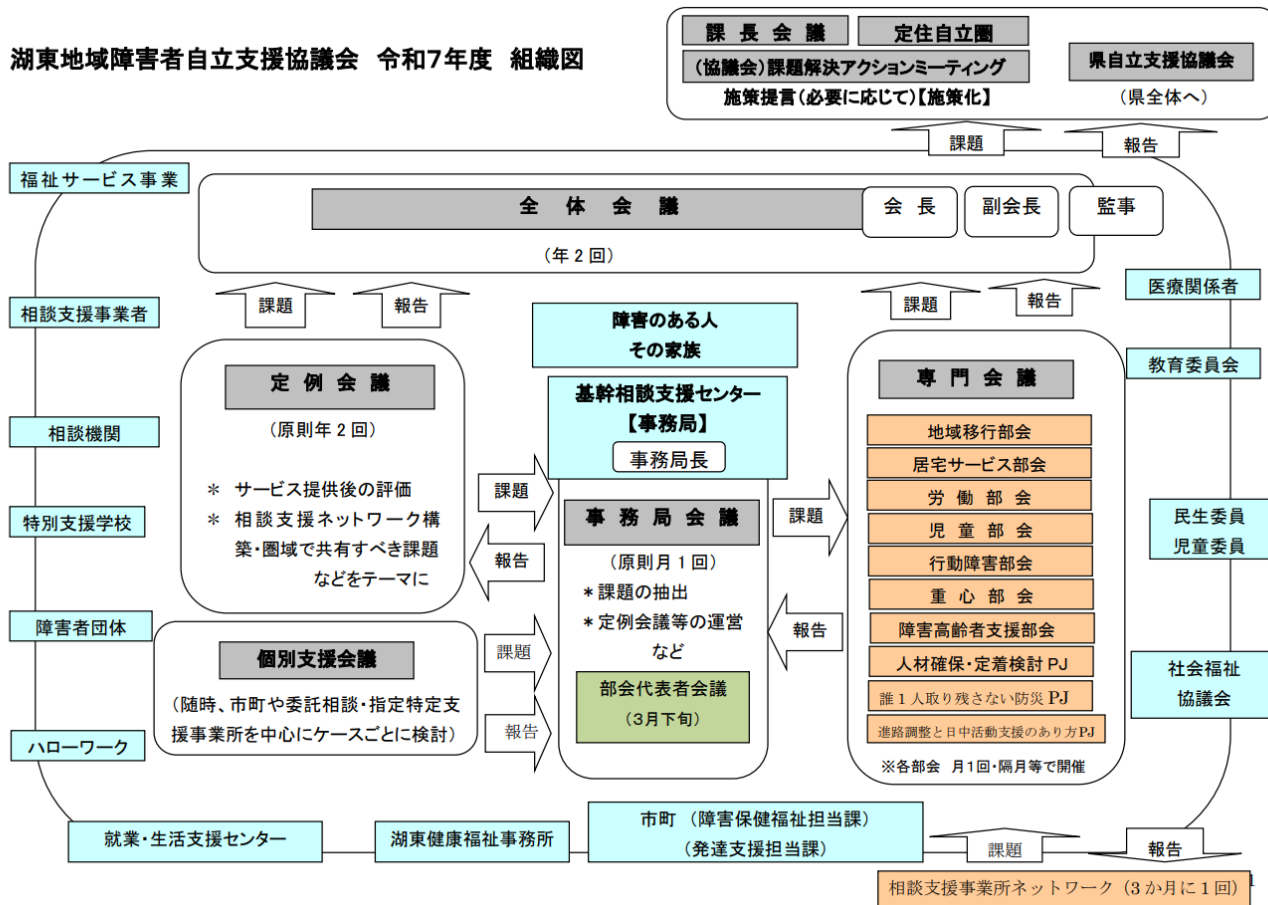 湖東地域障害者自立支援協議会 令和7年度 組織図
課長会議
定住自立圏
(協議会)課題解決アクションミーティング
施策提言(必要に応じて)【施策化】
県自立支援協議会
(県全体へ)
課題
報告
福祉サービス事業
全体会議
会長
副会長
監事
(年2回)
課題
報告
課題
報告
相談支援事業者
相談機関
特別支援学校
障害者団体
ハローワーク
医療関係者
教育委員会
民生委員
児童委員
社会福祉
協議会
障害のある人
その家族
基幹相談支援センター
【事務局】
事務局長
定例会議
(原則年2回)
* サービス提供後の評価
* 相談支援ネットワーク構
築・圏域で共有すべき課題
などをテーマに
課題
報告
事務局会議
(原則月1回)
*課題の抽出
*定例会議等の運営
など
部会代表者会議
(3月下旬)
課題
報告
個別支援会議
(随時、市町や委託相談・指定特定支
援事業所を中心にケースごとに検討)
課題
報告
専門会議
地域移行部会
居宅サービス部会
労働部会
児童部会
行動障害部会
重心部会
障害高齢者支援部会
人材確保・定着検討PJ
誰1人取り残さない防災PJ
進路調整と日中活動支援のあり方PJ
※各部会 月1回・隔月等で開催
就業・生活支援センター
湖東健康福祉事務所
市町 (障害保健福祉担当課)
(発達支援担当課)
課題
報告
相談支援事業所ネットワーク(3か月に1回)
1